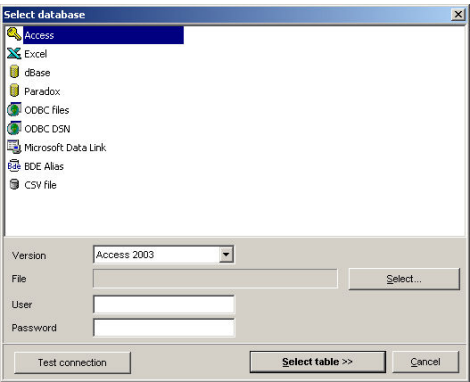 Select database
Access
Excel
dBase
Paradox
ODBC files
ODBC DSN
Microsoft Data Link
Bde BDE Alias
CSV file
Version Access 2003
File Select...
User
Password
Test connection Select table >> Cancel